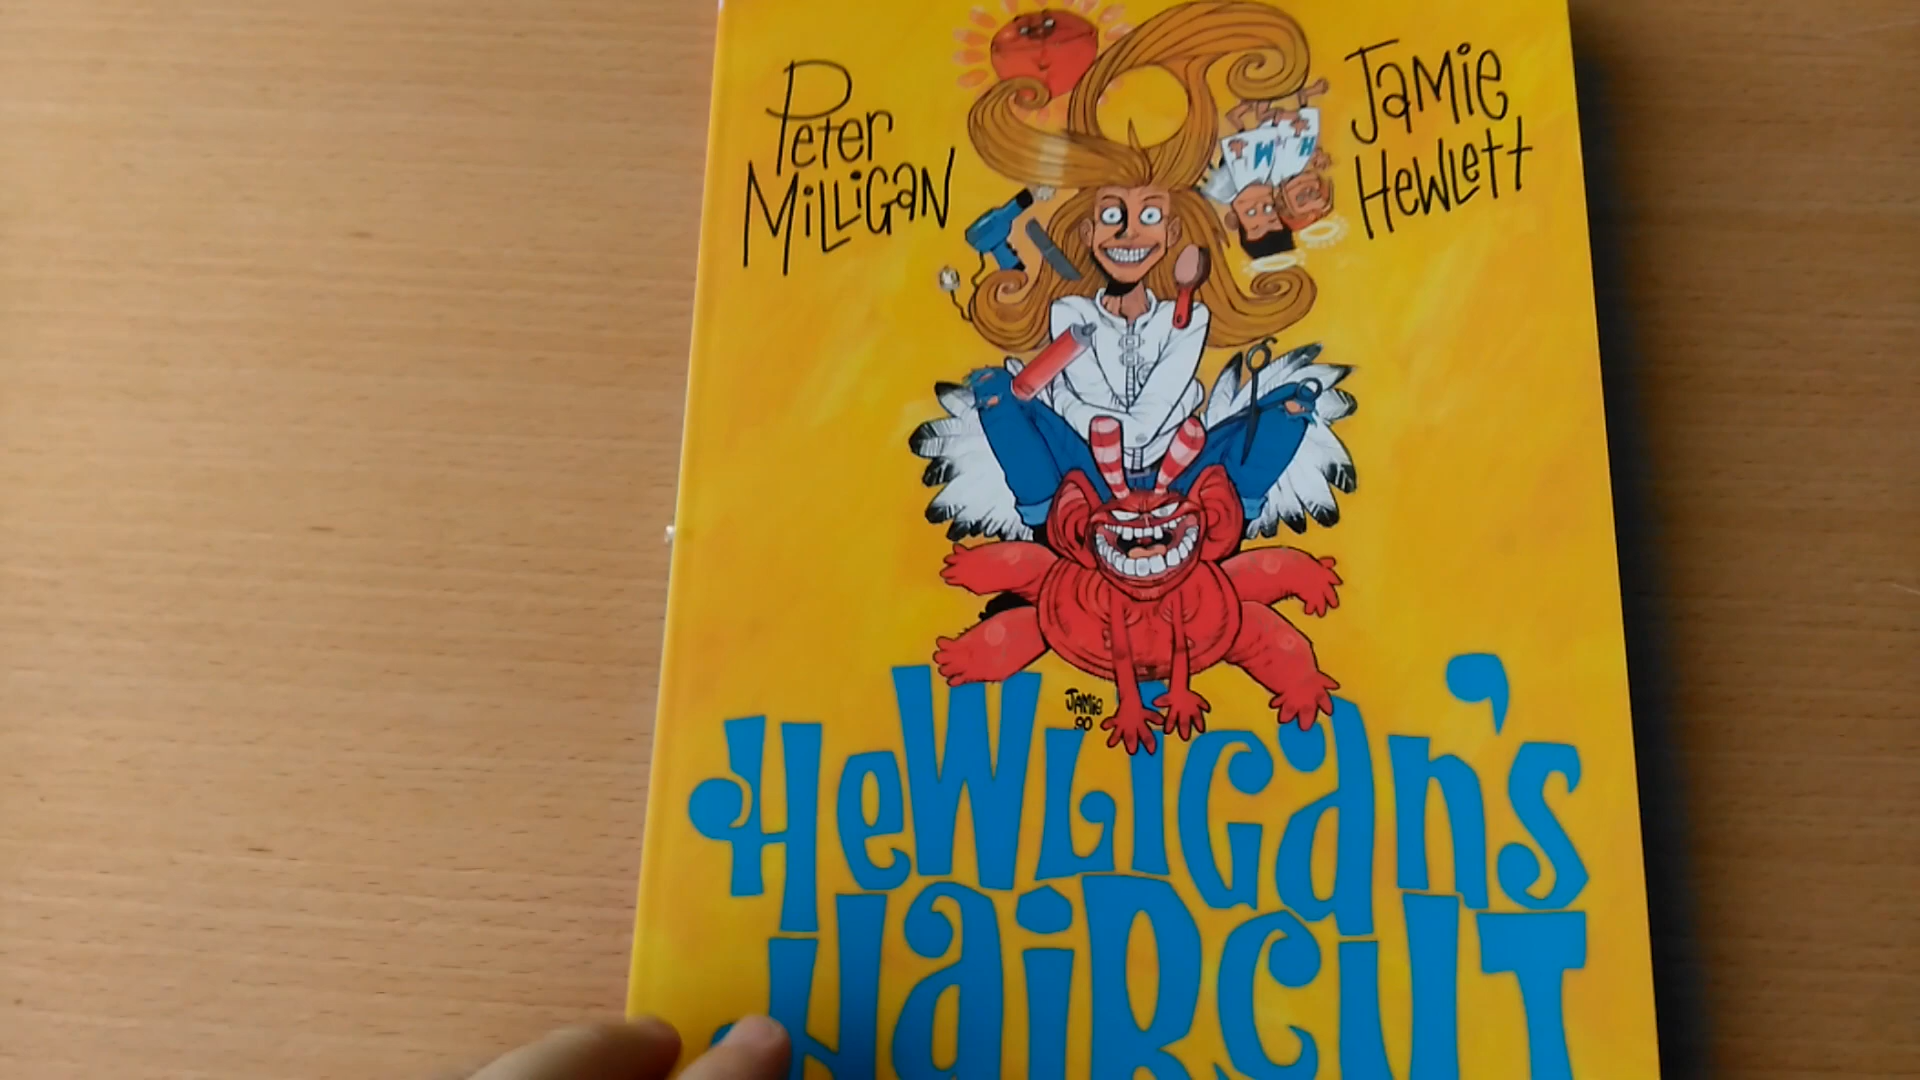 Peter
Milligan
Jamie
Hewlett
M H
Jamie
90
Hewligan's
Haircut